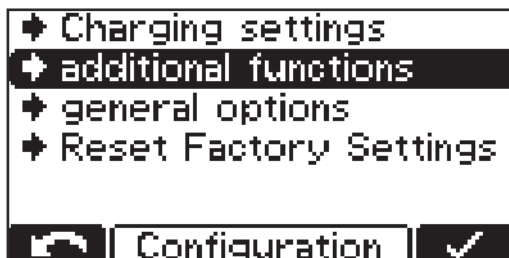 Charging settings
additional functions
general options
Reset Factory Settings
Configuration